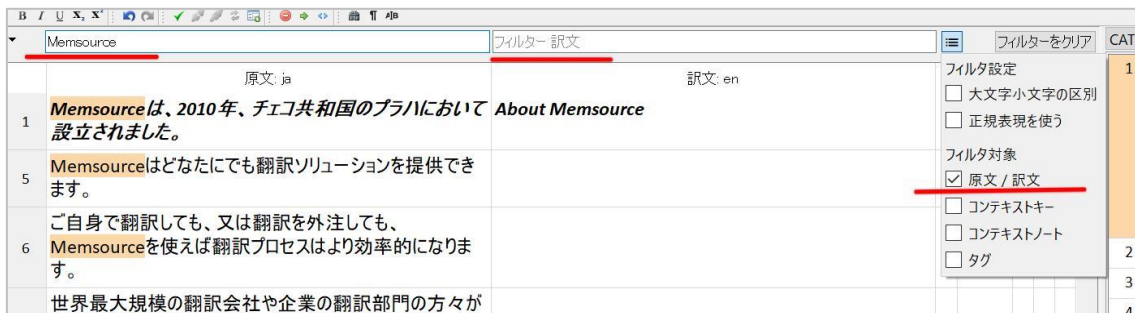 B I U X₂ X² A|B
Memsource
フィルター 訳文
フィルターをクリア
CAT
原文: ja
訳文: en
1
Memsourceは、2010年、チェコ共和国のプラハにおいて
設立されました。
About Memsource
5
Memsourceはどなたにでも翻訳ソリューションを提供でき
ます。
6
ご自身で翻訳しても、又は翻訳を外注しても、
Memsourceを使えば翻訳プロセスはより効率的になりま
す。
世界最大規模の翻訳会社や企業の翻訳部門の方々が
フィルタ設定
大文字小文字の区別
正規表現を使う
フィルタ対象
原文 / 訳文
コンテキストキー
コンテキストノート
タグ
1
2
3
4